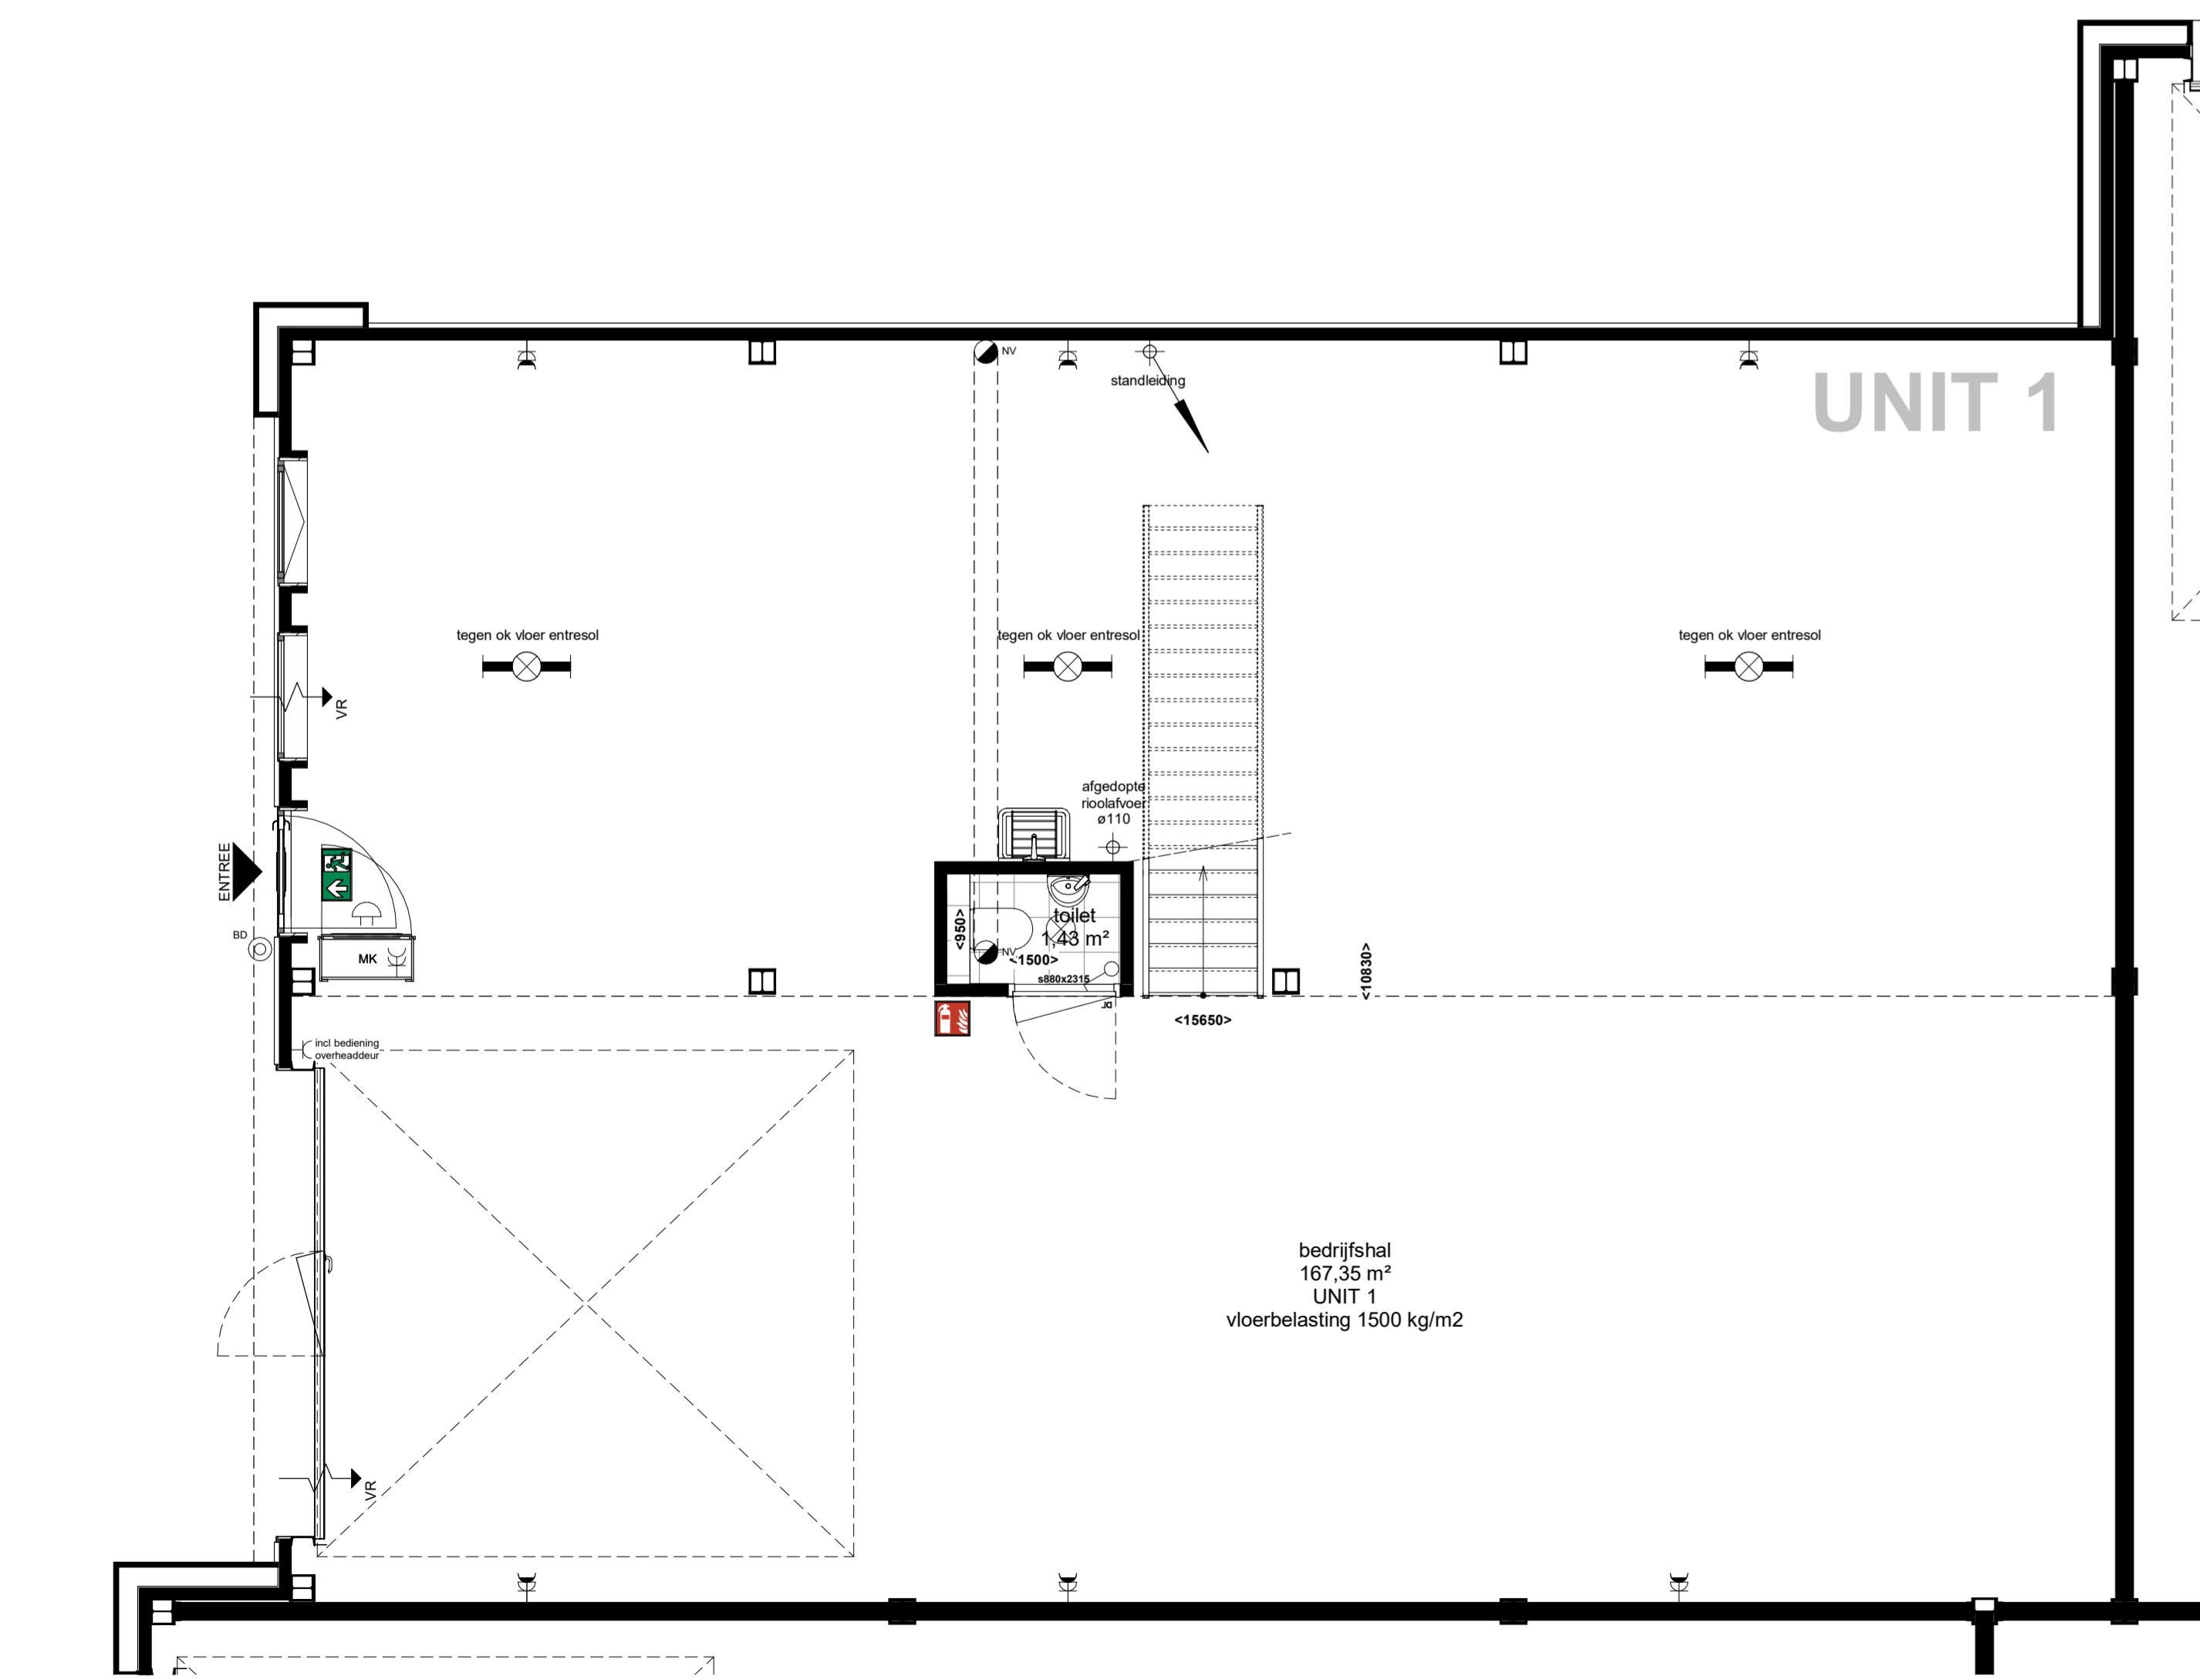 NV
standleiding
UNIT 1
tegen ok vloer entresol
tegen ok vloer entresol
tegen ok vloer entresol
VR
afgedopte
rioolafvoer
ø110
ENTREE
BD
MK
<950>
toilet
1,43 m²
NV
<1500>
s880x2315
<10830>
DL
<15650>
incl bediening
overheaddeur
bedrijfshal
167,35 m²
UNIT 1
vloerbelasting 1500 kg/m2
VR